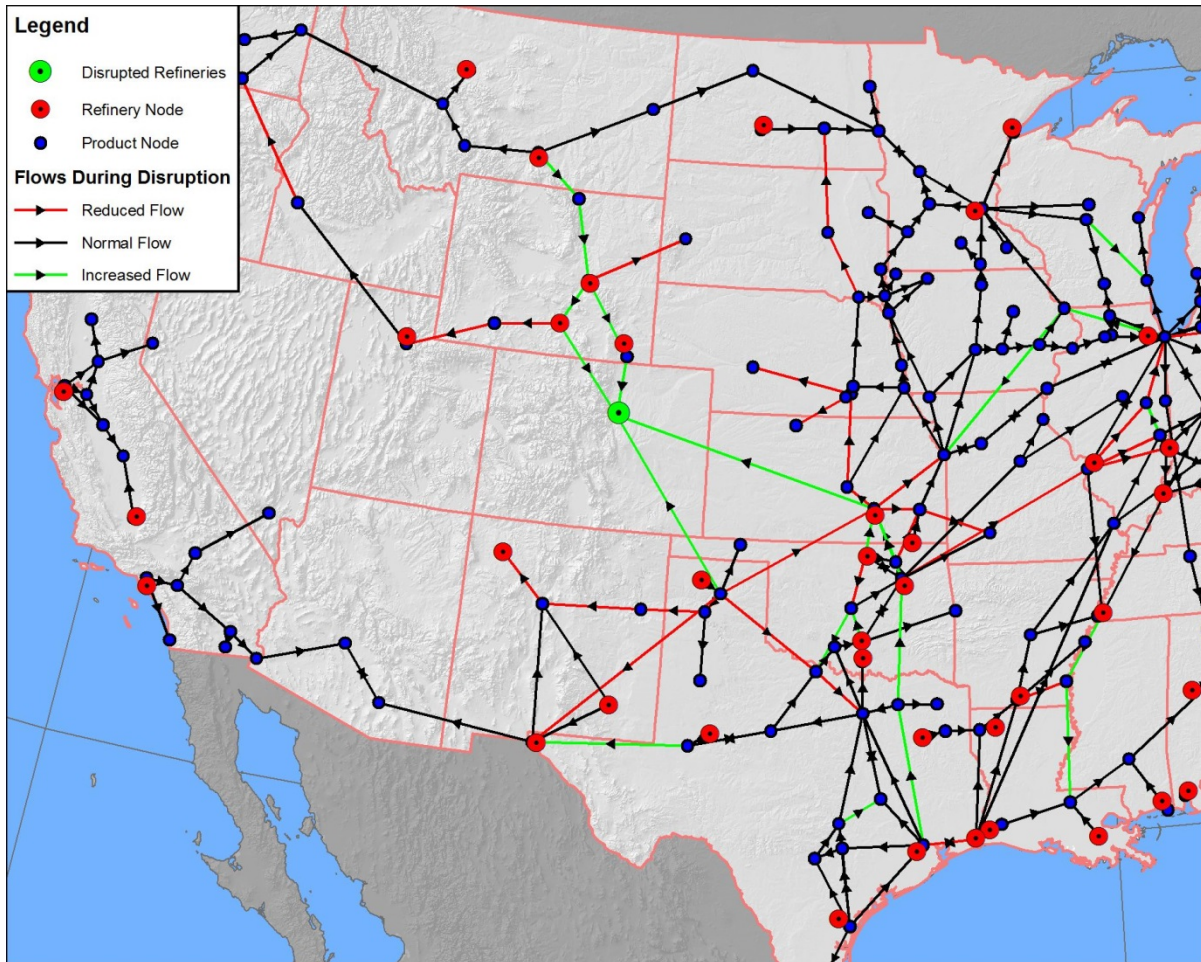 Legend
Disrupted Refineries
Refinery Node
Product Node
Flows During Disruption
Reduced Flow
Normal Flow
Increased Flow